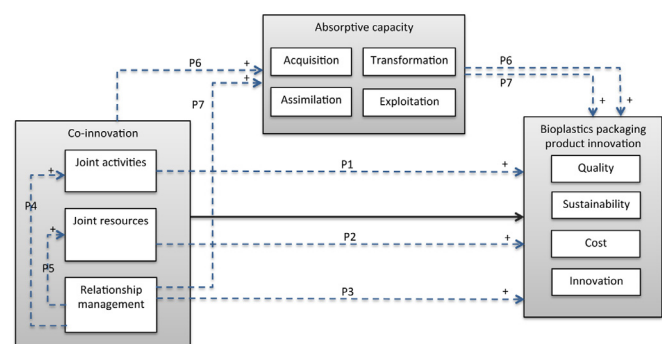 Absorptive capacity
P6
+
Acquisition
Transformation
P6
P7
+
P7
Assimilation
Exploitation
+
+
Co-innovation
Bioplastics packaging
product innovation
Joint activities
+
P1
+
Quality
P4
Sustainability
Joint resources
+
P2
+
Cost
P5
Relationship
management
P3
+
Innovation